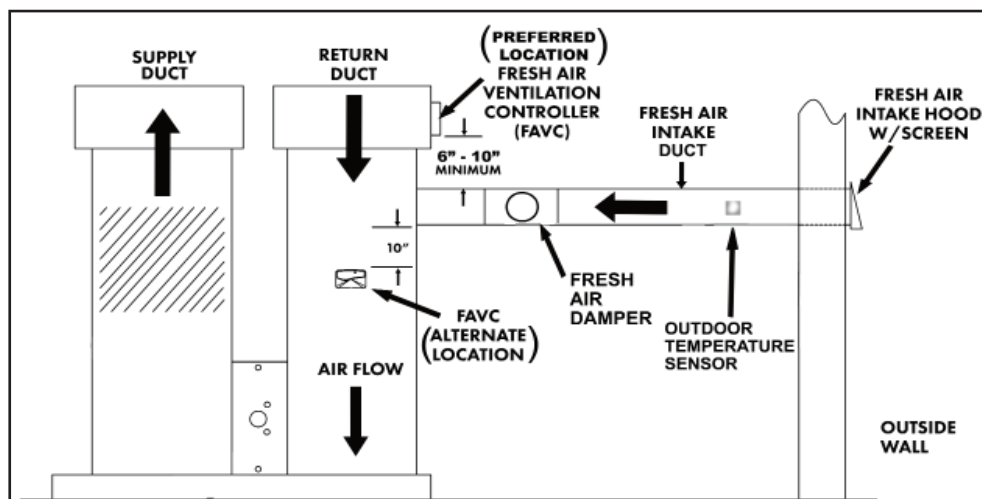 SUPPLY
DUCT
RETURN
DUCT
(PREFERRED
LOCATION)
FRESH AIR
VENTILATION
CONTROLLER
(FAVC)
6” - 10”
MINIMUM
FRESH AIR
INTAKE
DUCT
FRESH AIR
INTAKE HOOD
W/SCREEN
10”
FAVC
(ALTERNATE
LOCATION)
AIR FLOW
FRESH
AIR
DAMPER
OUTDOOR
TEMPERATURE
SENSOR
OUTSIDE
WALL